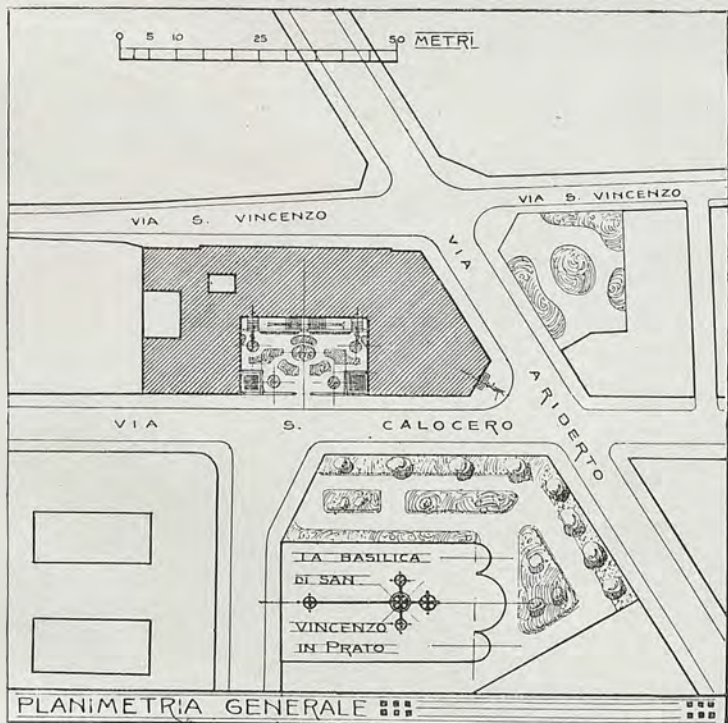 0 5 10 25 50 METRI
VIA S. VINCENZO
VIA S. VINCENZO
VIA ARIDERTO
VIA S. CALOCERO
LA BASILICA
DI SAN
VINCENZO
IN PRATO
PLANIMETRIA GENERALE